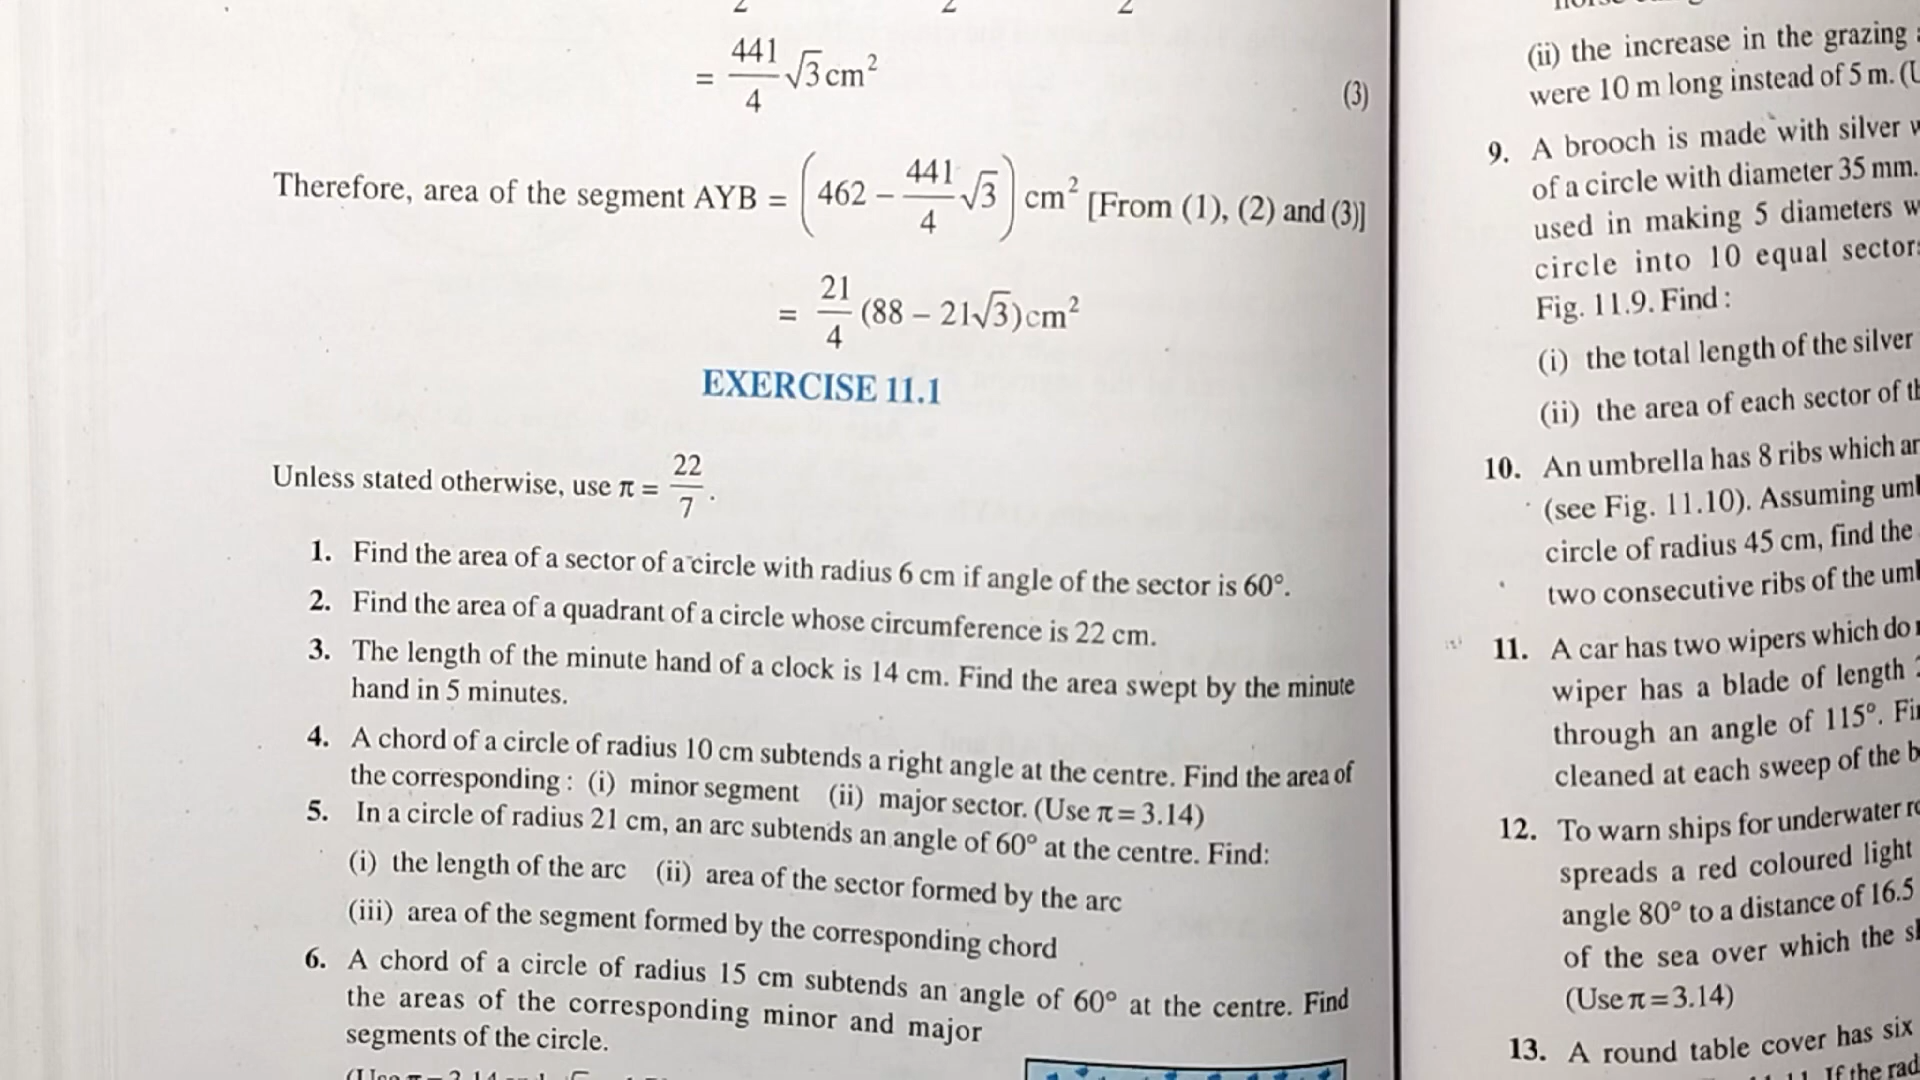 = 441/4 √3 cm² (3)
Therefore, area of the segment AYB = (462 – 441/4 √3) cm² [From (1), (2) and (3)]
= 21/4 (88 – 21√3) cm²
EXERCISE 11.1
Unless stated otherwise, use π = 22/7.
1. Find the area of a sector of a circle with radius 6 cm if angle of the sector is 60°.
2. Find the area of a quadrant of a circle whose circumference is 22 cm.
3. The length of the minute hand of a clock is 14 cm. Find the area swept by the minute
hand in 5 minutes.
4. A chord of a circle of radius 10 cm subtends a right angle at the centre. Find the area of
the corresponding : (i) minor segment (ii) major sector. (Use π = 3.14)
5. In a circle of radius 21 cm, an arc subtends an angle of 60° at the centre. Find:
(i) the length of the arc (ii) area of the sector formed by the arc
(iii) area of the segment formed by the corresponding chord
6. A chord of a circle of radius 15 cm subtends an angle of 60° at the centre. Find
the areas of the corresponding minor and major
segments of the circle.
(ii) the increase in the grazing
were 10 m long instead of 5 m.
9. A brooch is made with silver
of a circle with diameter 35 mm.
used in making 5 diameters
circle into 10 equal
Fig. 11.9. Find :
(i) the total length of the silver
(ii) the area of each sector of
10. An umbrella has 8 ribs which
(see Fig. 11.10). Assuming
circle of radius 45 cm, find the
two consecutive ribs of the
11. A car has two wipers which do
wiper has a blade of length
through an angle of 115°.
cleaned at each sweep of the
12. To warn ships for underwater
spreads a red coloured light
angle 80° to a distance of 16.5
of the sea over which the
(Use π = 3.14)
13. A round table cover has six
If the